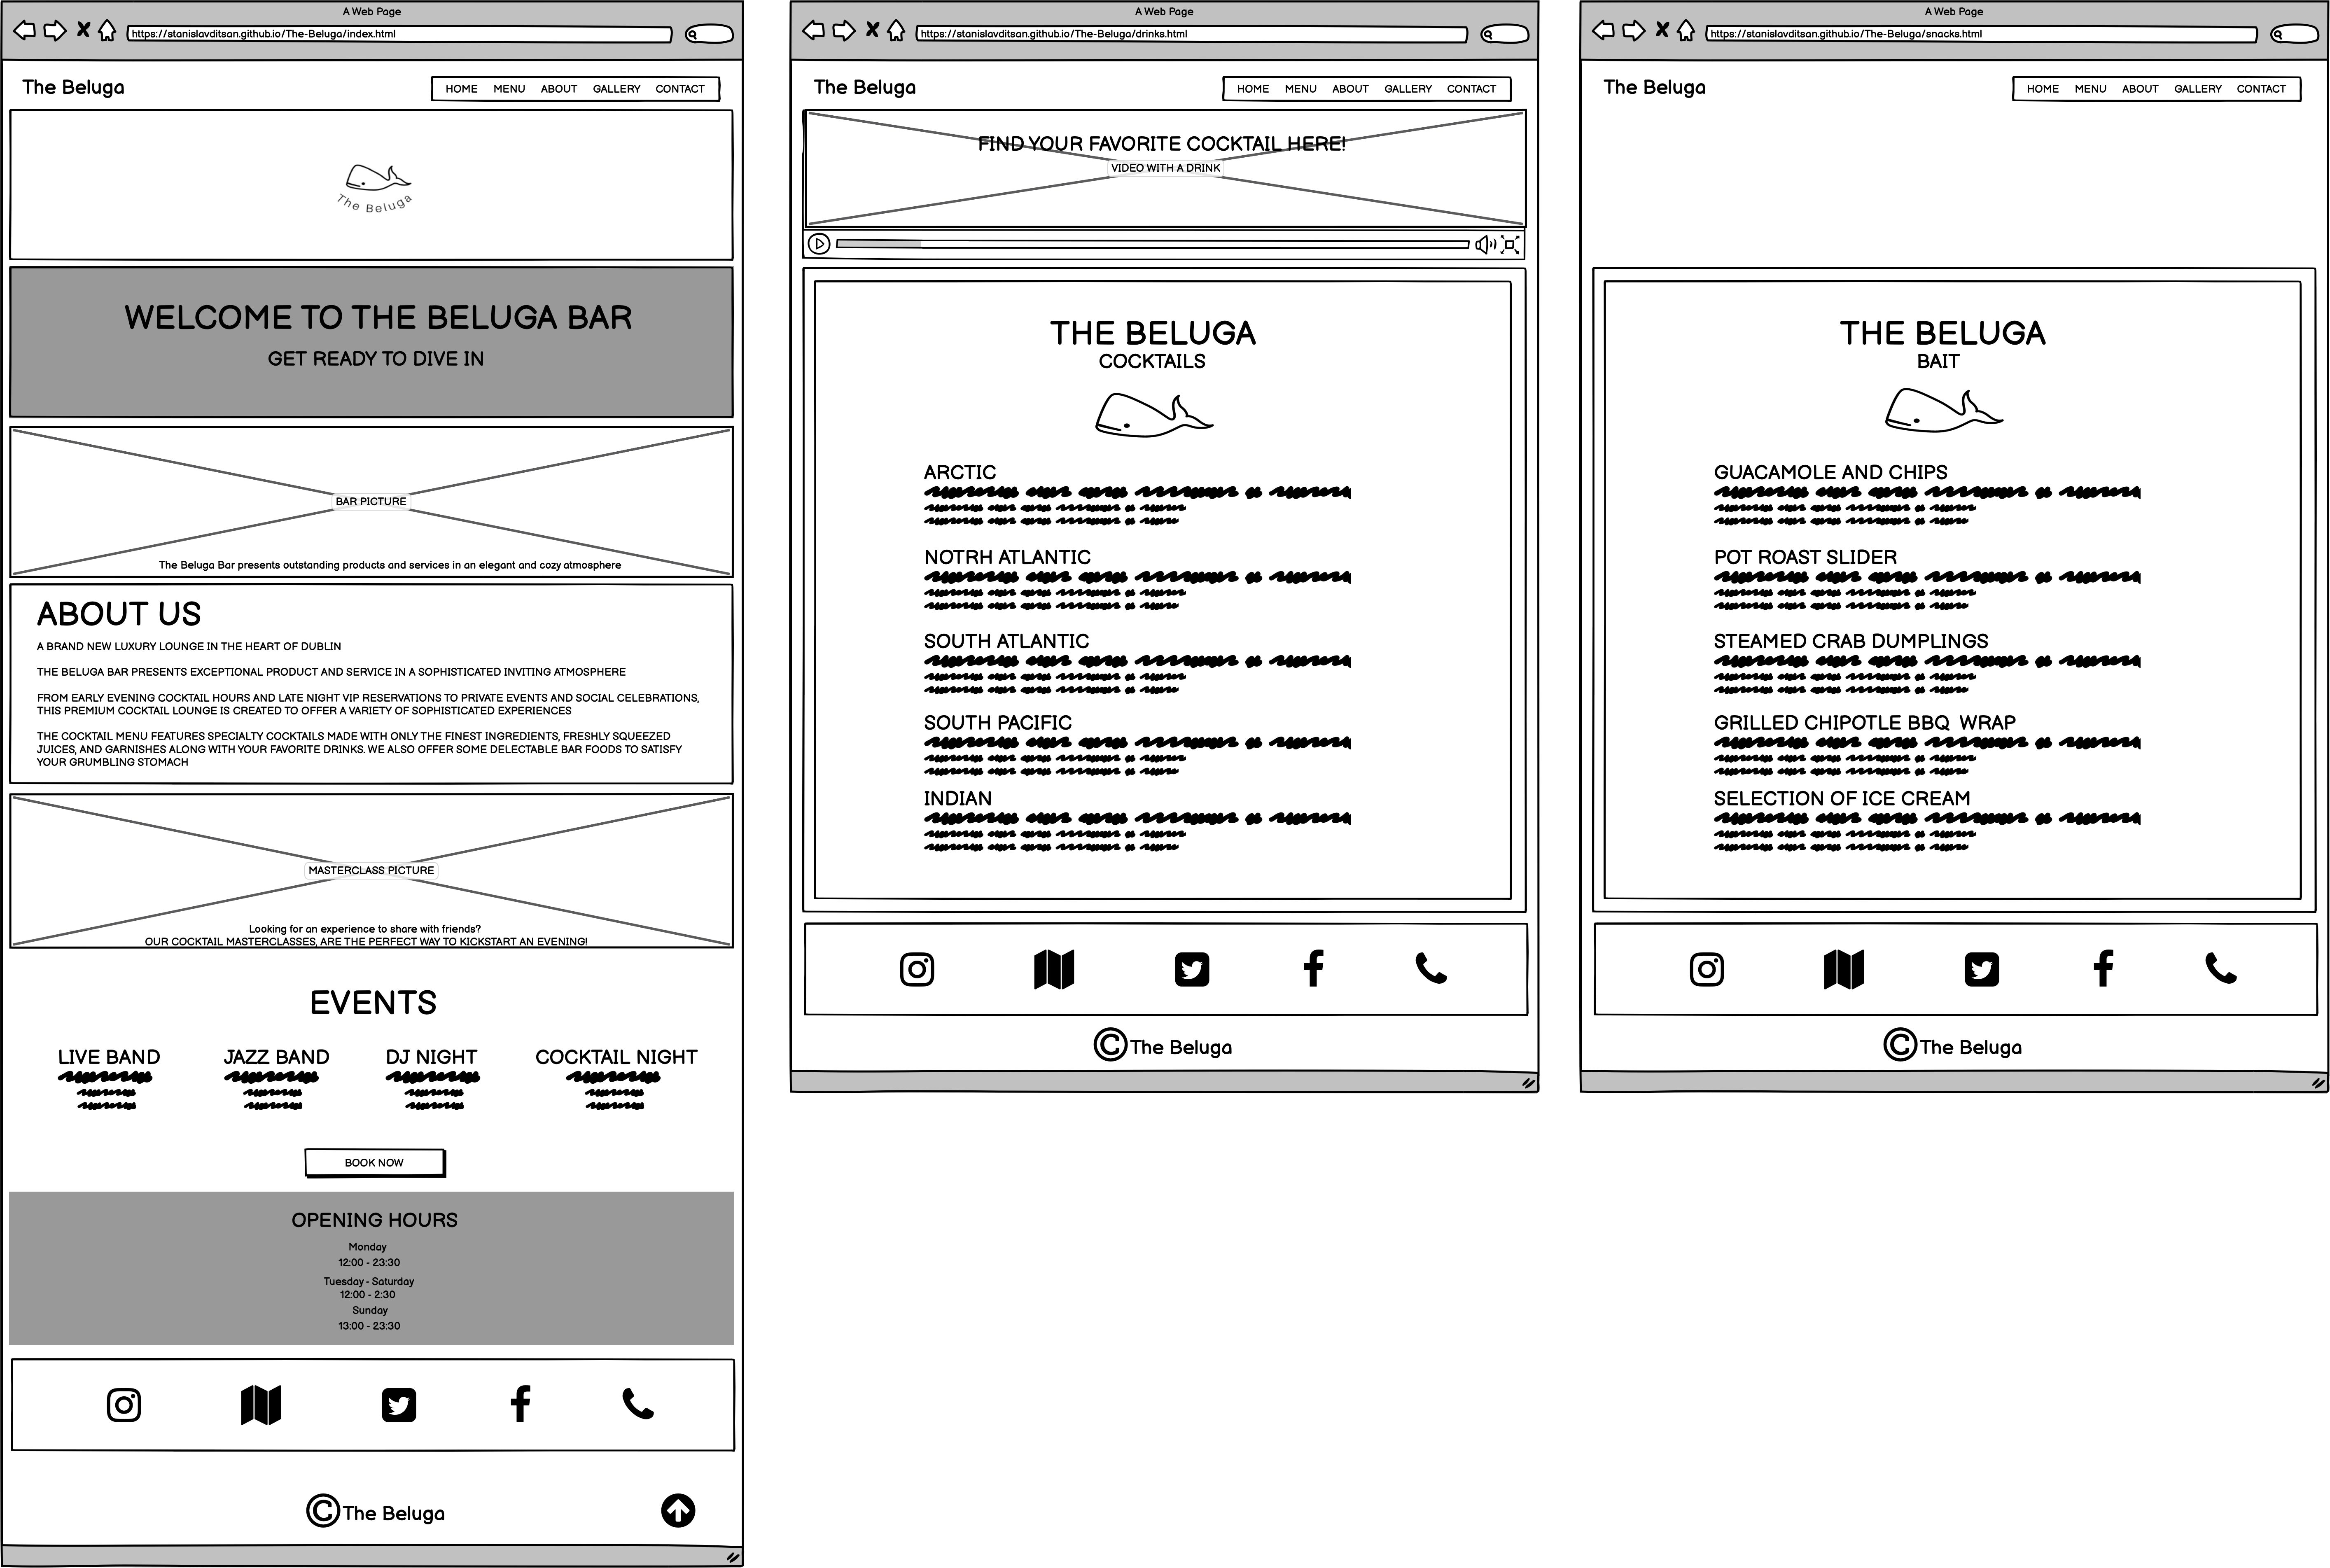 A Web Page
https://stanislavditsan.github.io/The-Beluga/index.html
The Beluga
HOME MENU ABOUT GALLERY CONTACT
The Beluga
WELCOME TO THE BELUGA BAR
GET READY TO DIVE IN
BAR PICTURE
The Beluga Bar presents outstanding products and services in an elegant and cozy atmosphere
ABOUT US
A BRAND NEW LUXURY LOUNGE IN THE HEART OF DUBLIN
THE BELUGA BAR PRESENTS EXCEPTIONAL PRODUCT AND SERVICE IN A SOPHISTICATED INVITING ATMOSPHERE
FROM EARLY EVENING COCKTAIL HOURS AND LATE NIGHT VIP RESERVATIONS TO PRIVATE EVENTS AND SOCIAL CELEBRATIONS,
THIS PREMIUM COCKTAIL LOUNGE IS CREATED TO OFFER A VARIETY OF SOPHISTICATED EXPERIENCES
THE COCKTAIL MENU FEATURES SPECIALTY COCKTAILS MADE WITH ONLY THE FINEST INGREDIENTS, FRESHLY SQUEEZED
JUICES, AND GARNISHES ALONG WITH YOUR FAVORITE DRINKS. WE ALSO OFFER SOME DELECTABLE BAR FOODS TO SATISFY
YOUR GRUMBLING STOMACH
MASTERCLASS PICTURE
Looking for an experience to share with friends?
OUR COCKTAIL MASTERCLASSES, ARE THE PERFECT WAY TO KICKSTART AN EVENING!
EVENTS
LIVE BAND JAZZ BAND DJ NIGHT COCKTAIL NIGHT
BOOK NOW
OPENING HOURS
Monday
12:00 - 23:30
Tuesday - Saturday
12:00 - 2:30
Sunday
13:00 - 23:30
© The Beluga
A Web Page
https://stanislavditsan.github.io/The-Beluga/drinks.html
The Beluga
HOME MENU ABOUT GALLERY CONTACT
FIND YOUR FAVORITE COCKTAIL HERE!
VIDEO WITH A DRINK
THE BELUGA
COCKTAILS
ARCTIC
NOTRH ATLANTIC
SOUTH ATLANTIC
SOUTH PACIFIC
INDIAN
© The Beluga
A Web Page
https://stanislavditsan.github.io/The-Beluga/snacks.html
The Beluga
HOME MENU ABOUT GALLERY CONTACT
THE BELUGA
BAIT
GUACAMOLE AND CHIPS
POT ROAST SLIDER
STEAMED CRAB DUMPLINGS
GRILLED CHIPOTLE BBQ WRAP
SELECTION OF ICE CREAM
© The Beluga